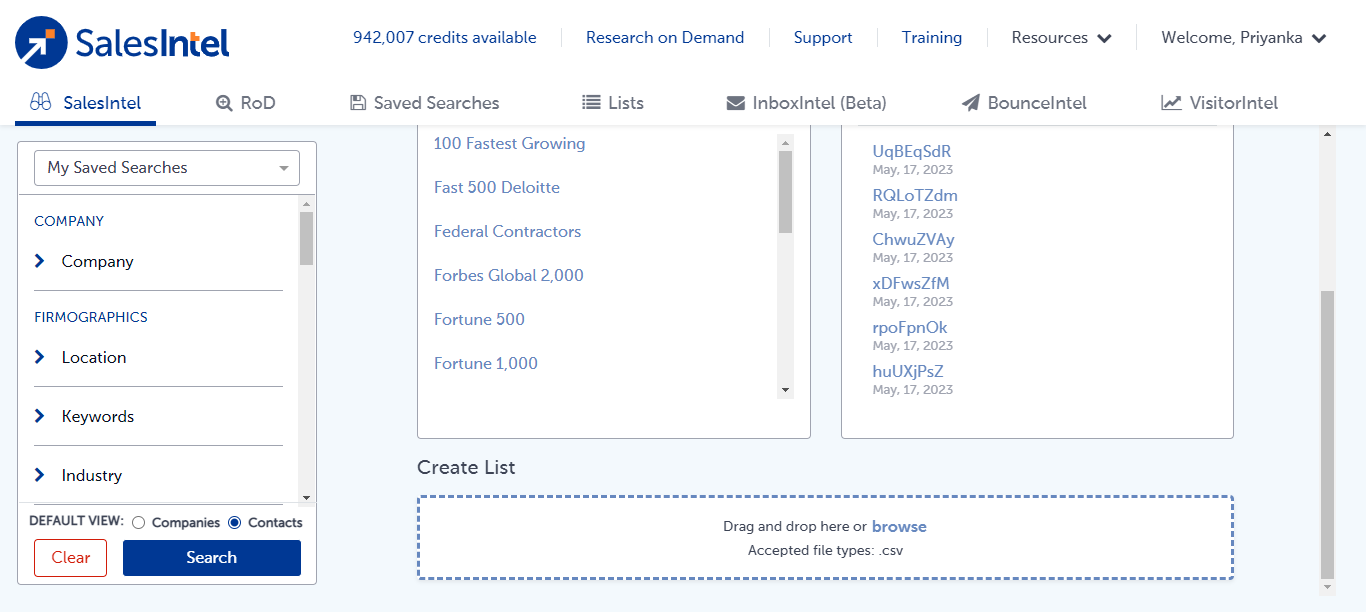 SalesIntel
942,007 credits available
Research on Demand
Support
Training
Resources
Welcome, Priyanka
SalesIntel
RoD
Saved Searches
Lists
InboxIntel (Beta)
BounceIntel
VisitorIntel
My Saved Searches
COMPANY
Company
FIRMOGRAPHICS
Location
Keywords
Industry
DEFAULT VIEW: Companies Contacts
Clear
Search
100 Fastest Growing
Fast 500 Deloitte
Federal Contractors
Forbes Global 2,000
Fortune 500
Fortune 1,000
UqBEqSdR
May, 17, 2023
RQLoTZdm
May, 17, 2023
ChwuZVAy
May, 17, 2023
xDFwsZfM
May, 17, 2023
rpoFpnOk
May, 17, 2023
huUXjPsZ
May, 17, 2023
Create List
Drag and drop here or browse
Accepted file types: .csv